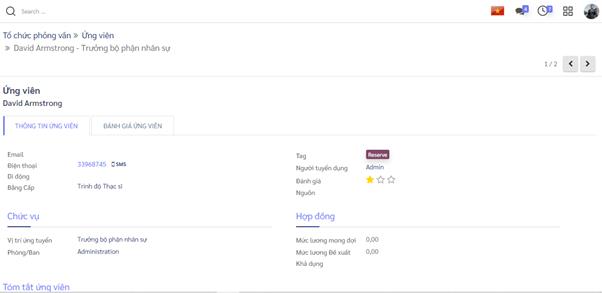 Search ...
4
7
Tổ chức phỏng vấn » Ứng viên
» David Armstrong - Trưởng bộ phận nhân sự
1 / 2
Ứng viên
David Armstrong
THÔNG TIN ỨNG VIÊN
ĐÁNH GIÁ ỨNG VIÊN
Email
Điện thoại 33968745 SMS
Di động
Bằng Cấp Trình độ Thạc sĩ
Tag Reserve
Người tuyển dụng Admin
Đánh giá
Nguồn
Chức vụ
Vị trí ứng tuyển Trưởng bộ phận nhân sự
Phòng/Ban Administration
Hợp đồng
Mức lương mong đợi 0,00
Mức lương Đề xuất 0,00
Khả dụng
Tóm tắt ứng viên